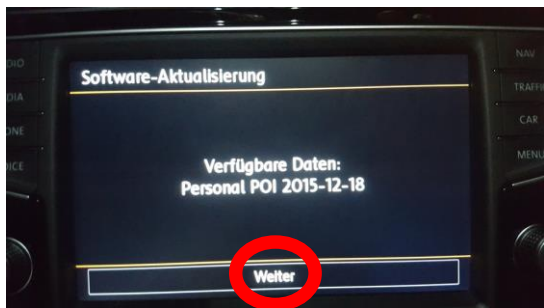 Software-Aktualisierung
NAV
TRAFFIC
CAR
MENU
Verfügbare Daten:
Personal POI 2015-12-18
Weiter